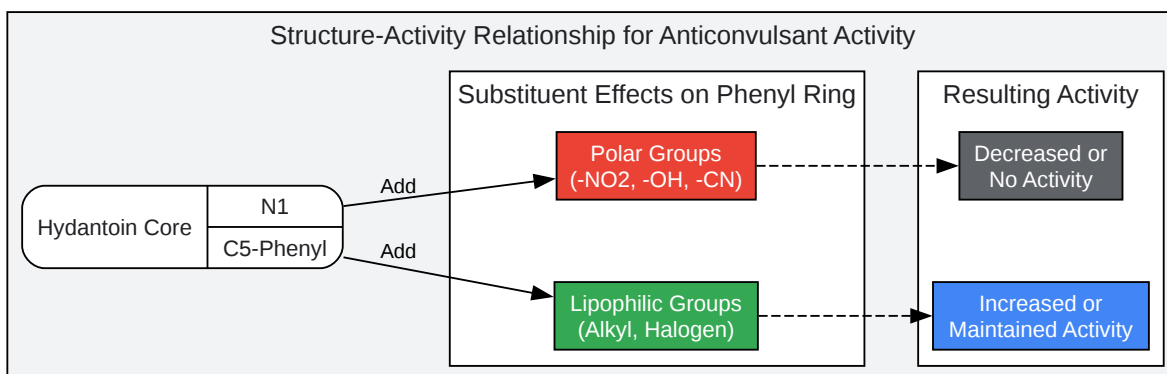 Structure-Activity Relationship for Anticonvulsant Activity
Substituent Effects on Phenyl Ring
Resulting Activity
Polar Groups
(-NO2, -OH, -CN)
Decreased or
No Activity
Add
Hydantoin Core
N1
C5-Phenyl
Add
Lipophilic Groups
(Alkyl, Halogen)
Increased or
Maintained Activity